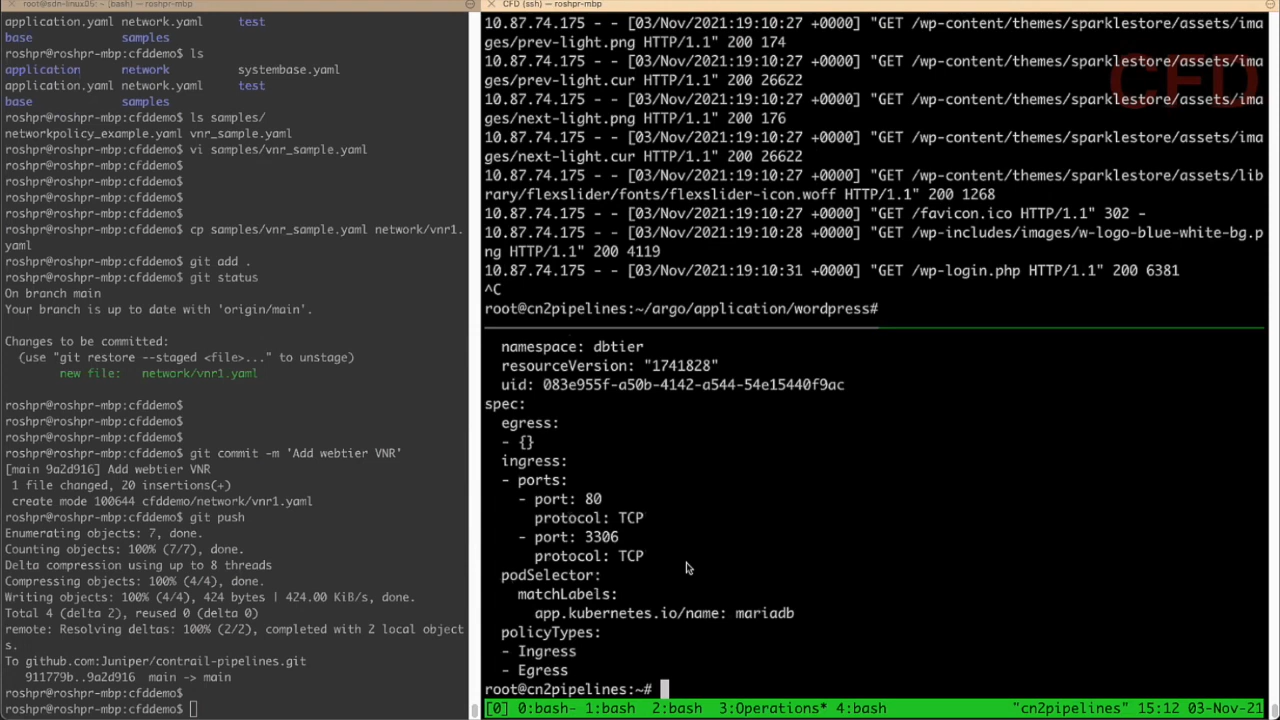 root@sdn-linux05: ~ (bash) — roshpr-mbp
application.yaml network.yaml       test
base             samples
roshpr@roshpr-mbp:cfddemo$ ls
application      network          systembase.yaml
application.yaml network.yaml     test
base             samples
roshpr@roshpr-mbp:cfddemo$ ls samples/
networkpolicy_example.yaml vnr_sample.yaml
roshpr@roshpr-mbp:cfddemo$ vi samples/vnr_sample.yaml
roshpr@roshpr-mbp:cfddemo$
roshpr@roshpr-mbp:cfddemo$
roshpr@roshpr-mbp:cfddemo$
roshpr@roshpr-mbp:cfddemo$
roshpr@roshpr-mbp:cfddemo$ cp samples/vnr_sample.yaml network/vnr1.
yaml
roshpr@roshpr-mbp:cfddemo$ git add .
roshpr@roshpr-mbp:cfddemo$ git status
On branch main
Your branch is up to date with 'origin/main'.
Changes to be committed:
  (use "git restore --staged <file>..." to unstage)
        new file:   network/vnr1.yaml
roshpr@roshpr-mbp:cfddemo$
roshpr@roshpr-mbp:cfddemo$
roshpr@roshpr-mbp:cfddemo$
roshpr@roshpr-mbp:cfddemo$ git commit -m 'Add webtier VNR'
[main 9a2d916] Add webtier VNR
 1 file changed, 20 insertions(+)
 create mode 100644 cfddemo/network/vnr1.yaml
roshpr@roshpr-mbp:cfddemo$ git push
Enumerating objects: 7, done.
Counting objects: 100% (7/7), done.
Delta compression using up to 8 threads
Compressing objects: 100% (4/4), done.
Writing objects: 100% (4/4), 424 bytes | 424.00 KiB/s, done.
Total 4 (delta 2), reused 0 (delta 0)
remote: Resolving deltas: 100% (2/2), completed with 2 local object
s.
To github.com:Juniper/contrail-pipelines.git
   911779b..9a2d916  main -> main
roshpr@roshpr-mbp:cfddemo$
roshpr@roshpr-mbp:cfddemo$
CFD (ssh) — roshpr-mbp
10.87.74.175 - - [03/Nov/2021:19:10:27 +0000] "GET /wp-content/themes/sparklestore/assets/ima
ges/prev-light.png HTTP/1.1" 200 174
10.87.74.175 - - [03/Nov/2021:19:10:27 +0000] "GET /wp-content/themes/sparklestore/assets/ima
ges/prev-light.cur HTTP/1.1" 200 26622
10.87.74.175 - - [03/Nov/2021:19:10:27 +0000] "GET /wp-content/themes/sparklestore/assets/ima
ges/next-light.png HTTP/1.1" 200 176
10.87.74.175 - - [03/Nov/2021:19:10:27 +0000] "GET /wp-content/themes/sparklestore/assets/ima
ges/next-light.cur HTTP/1.1" 200 26622
10.87.74.175 - - [03/Nov/2021:19:10:27 +0000] "GET /wp-content/themes/sparklestore/assets/lib
rary/flexslider/fonts/flexslider-icon.woff HTTP/1.1" 200 1268
10.87.74.175 - - [03/Nov/2021:19:10:27 +0000] "GET /favicon.ico HTTP/1.1" 302 -
10.87.74.175 - - [03/Nov/2021:19:10:28 +0000] "GET /wp-includes/images/w-logo-blue-white-bg.p
ng HTTP/1.1" 200 4119
10.87.74.175 - - [03/Nov/2021:19:10:31 +0000] "GET /wp-login.php HTTP/1.1" 200 6381
^C
root@cn2pipelines:~/argo/application/wordpress#
CFD
  namespace: dbtier
  resourceVersion: "1741828"
  uid: 083e955f-a50b-4142-a544-54e15440f9ac
spec:
  egress:
  - {}
  ingress:
  - ports:
    - port: 80
      protocol: TCP
    - port: 3306
      protocol: TCP
  podSelector:
    matchLabels:
      app.kubernetes.io/name: mariadb
  policyTypes:
  - Ingress
  - Egress
root@cn2pipelines:~#
[0] 0:bash- 1:bash  2:bash  3:Operations* 4:bash "cn2pipelines" 15:12 03-Nov-21